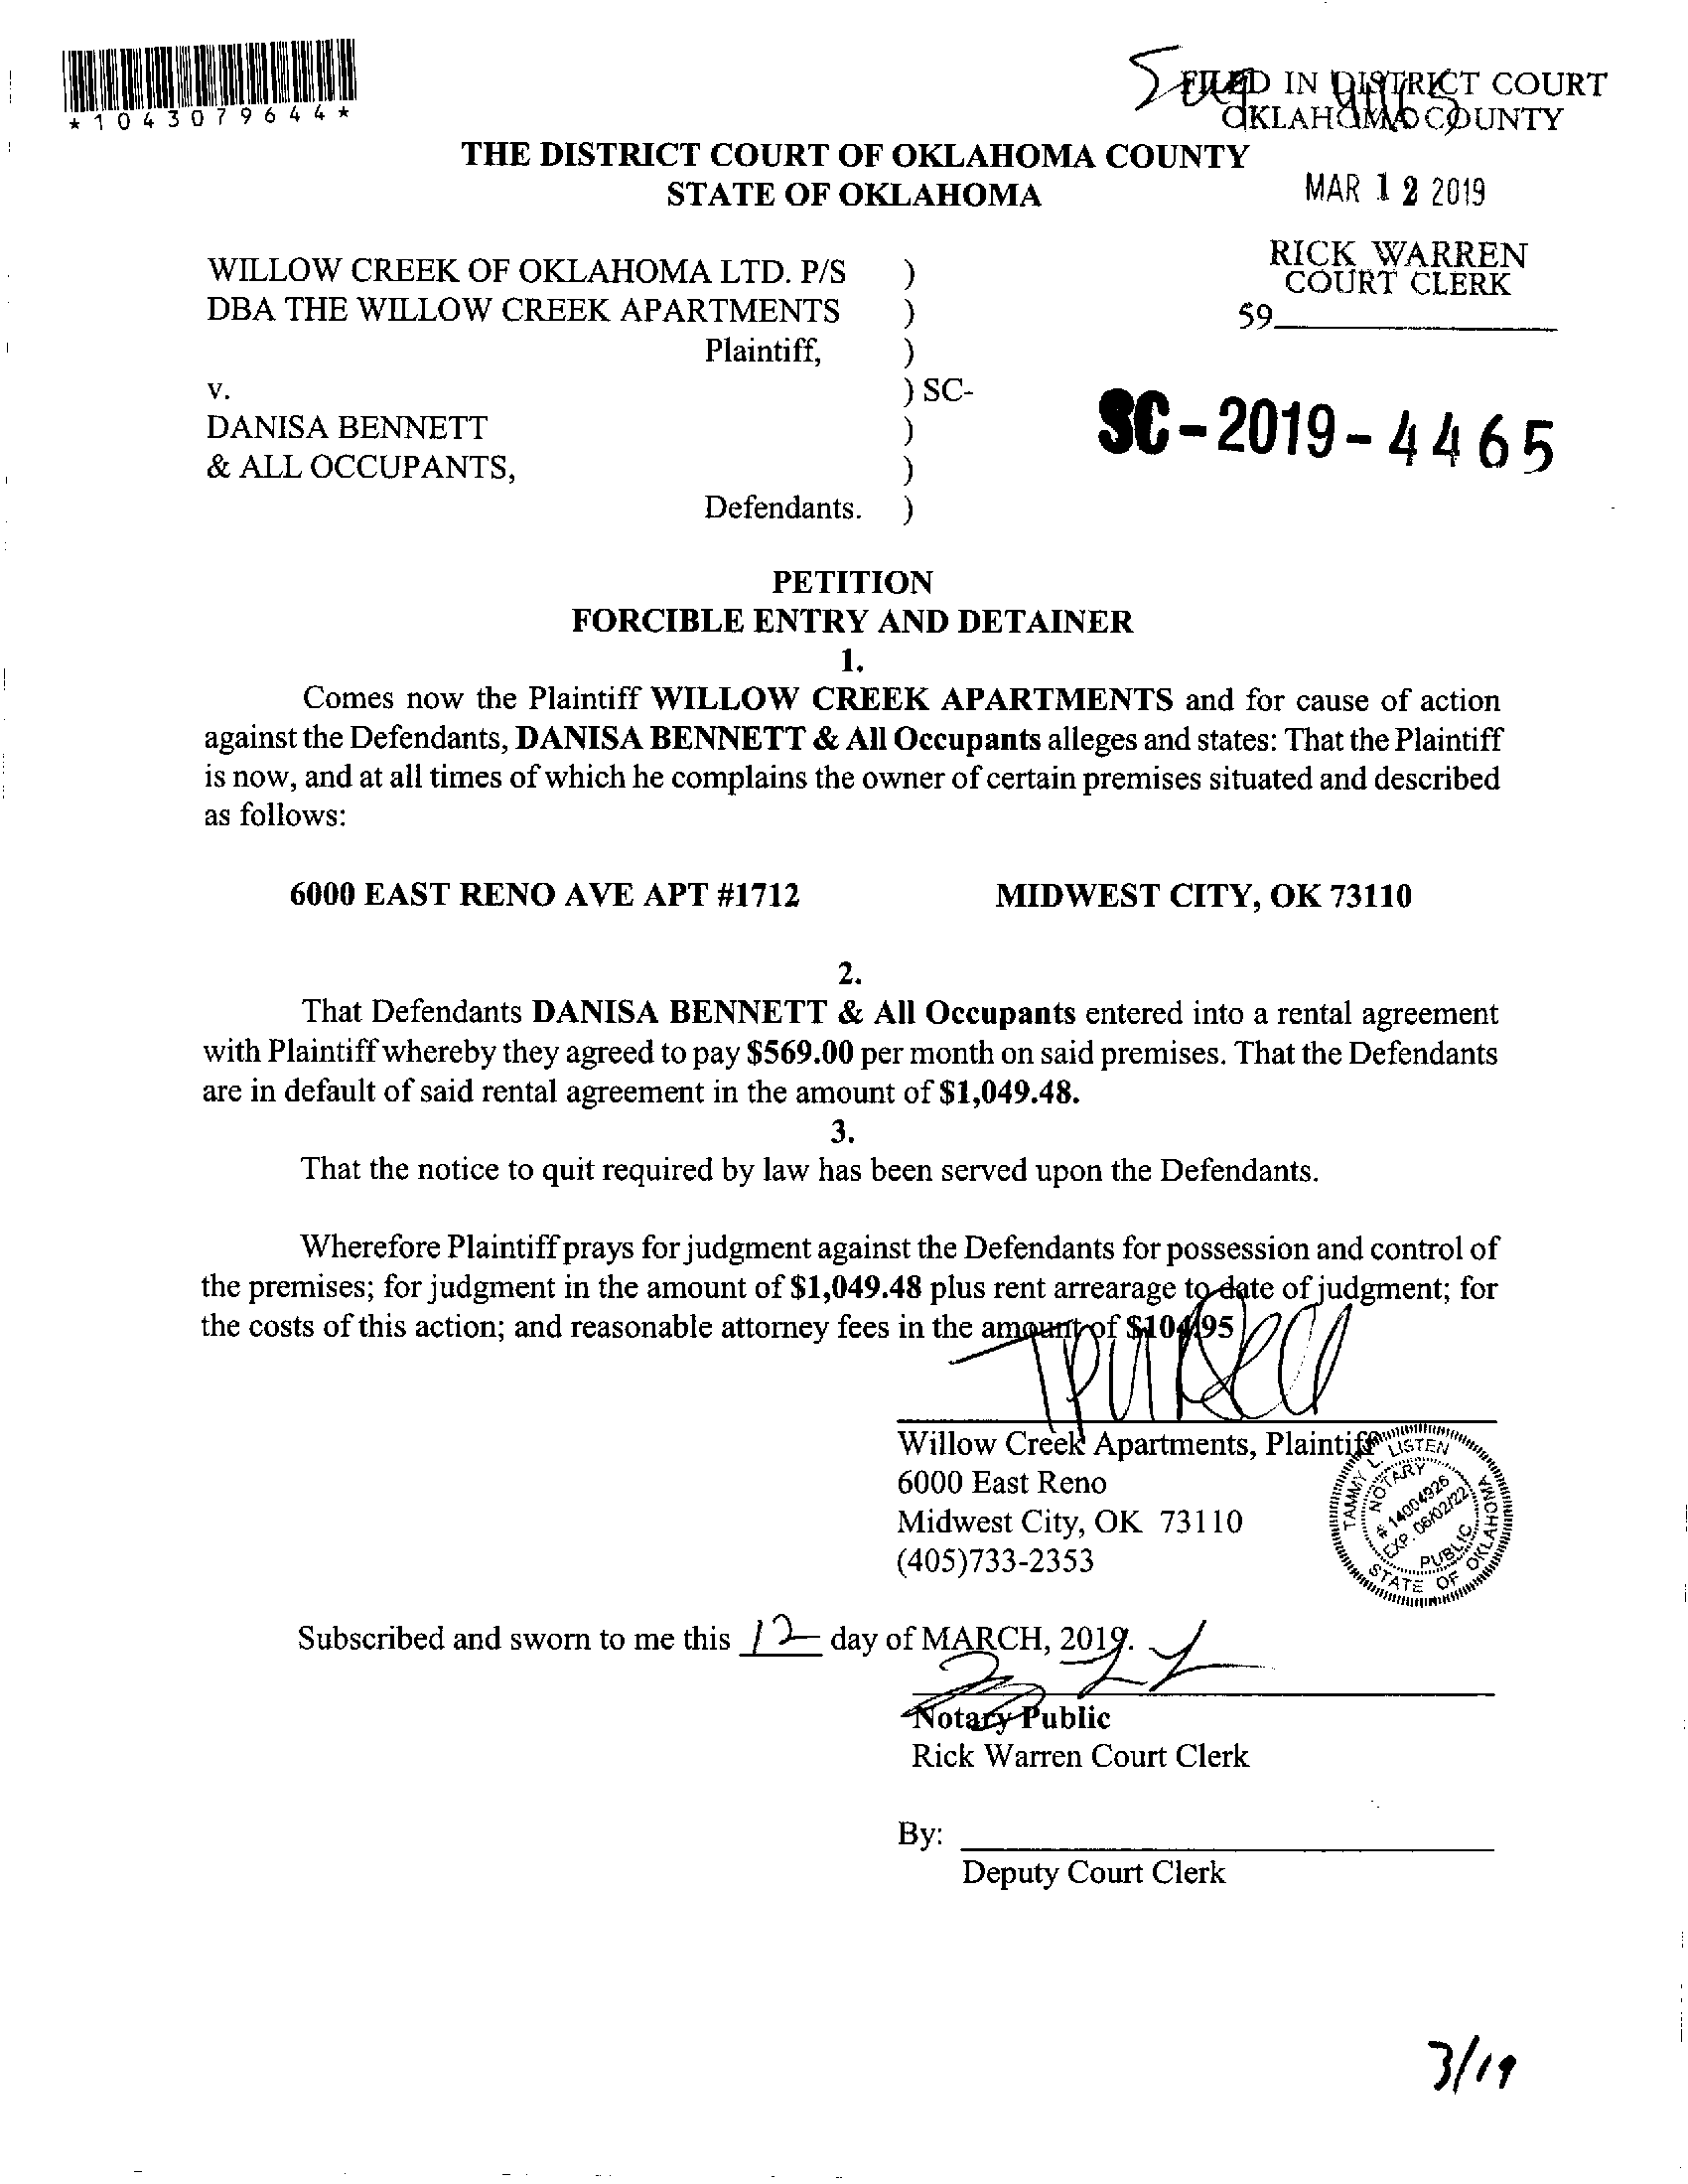 *1043079644*
FILED IN DISTRICT COURT
OKLAHOMA COUNTY
THE DISTRICT COURT OF OKLAHOMA COUNTY
STATE OF OKLAHOMA
MAR 12 2019
RICK WARREN
COURT CLERK
59
WILLOW CREEK OF OKLAHOMA LTD. P/S )
DBA THE WILLOW CREEK APARTMENTS )
Plaintiff, )
v. ) SC-
SC-2019-4465
DANISA BENNETT )
& ALL OCCUPANTS, )
Defendants. )
PETITION
FORCIBLE ENTRY AND DETAINER
1.
Comes now the Plaintiff WILLOW CREEK APARTMENTS and for cause of action
against the Defendants, DANISA BENNETT & All Occupants alleges and states: That the Plaintiff
is now, and at all times of which he complains the owner of certain premises situated and described
as follows:
6000 EAST RENO AVE APT #1712 MIDWEST CITY, OK 73110
2.
That Defendants DANISA BENNETT & All Occupants entered into a rental agreement
with Plaintiff whereby they agreed to pay $569.00 per month on said premises. That the Defendants
are in default of said rental agreement in the amount of $1,049.48.
3.
That the notice to quit required by law has been served upon the Defendants.
Wherefore Plaintiff prays for judgment against the Defendants for possession and control of
the premises; for judgment in the amount of $1,049.48 plus rent arrearage to date of judgment; for
the costs of this action; and reasonable attorney fees in the amount of $104.95
Willow Creek Apartments, Plaintiff
6000 East Reno
Midwest City, OK 73110
(405)733-2353
TAMMY L. LISTEN
NOTARY
# 14004926
EXP. 06/02/22
PUBLIC
STATE OF OKLAHOMA
Subscribed and sworn to me this 12 day of MARCH, 2019.
Notary Public
Rick Warren Court Clerk
By:
Deputy Court Clerk
3/19